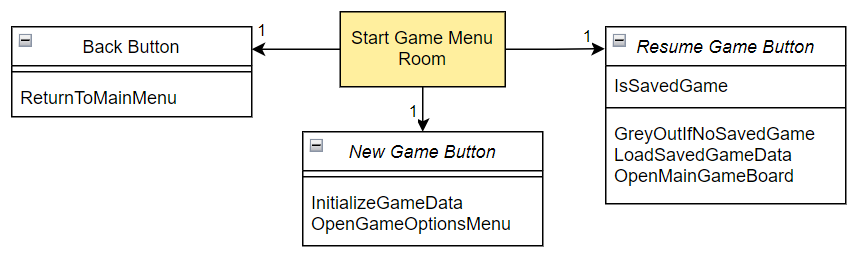 Back Button
ReturnToMainMenu
1
Start Game Menu
Room
1
Resume Game Button
IsSavedGame
GreyOutIfNoSavedGame
LoadSavedGameData
OpenMainGameBoard
1
New Game Button
InitializeGameData
OpenGameOptionsMenu